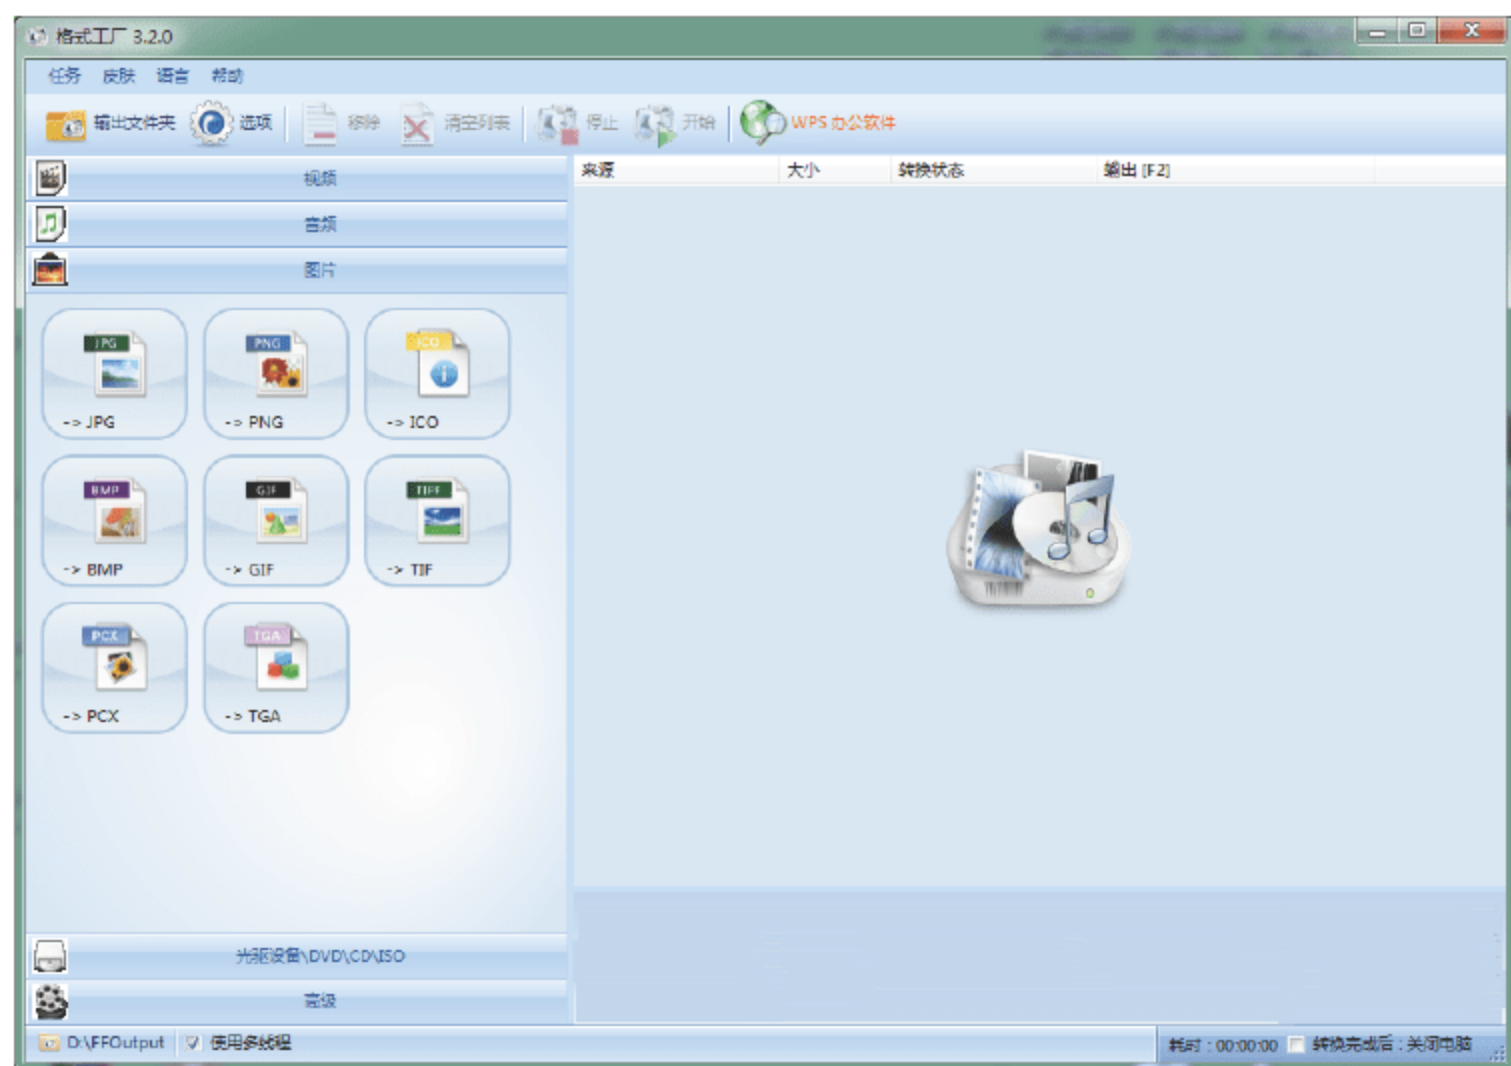 格式工厂 3.2.0
任务 皮肤 语言 帮助
输出文件夹 选项 移除 清空列表 停止 开始 WPS 办公软件
视频
音频
图片
来源 大小 转换状态 输出 [F2]
JPG PNG ICO
-> JPG -> PNG -> ICO
BMP GIF TIFF
-> BMP -> GIF -> TIF
PCX TGA
-> PCX -> TGA
光驱设备\DVD\CD\ISO
高级
D:\FFOutput 使用多线程 耗时 : 00:00:00 转换完成后 : 关闭电脑